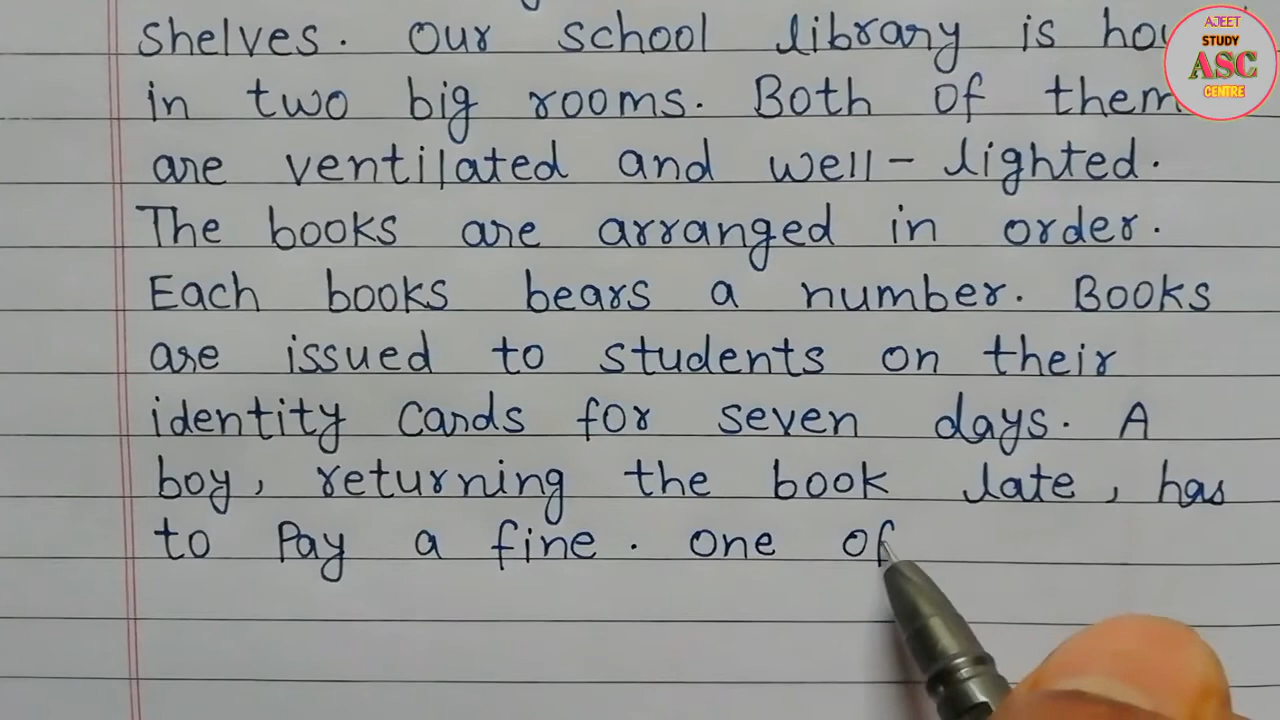 shelves. Our school library is
in two big rooms. Both of them
are ventilated and well-lighted.
The books are arranged in order.
Each books bears a number. Books
are issued to students on their
identity cards for seven days. A
boy, returning the book late, has
to Pay a fine. One of
AJEET
STUDY
ASC
CENTRE